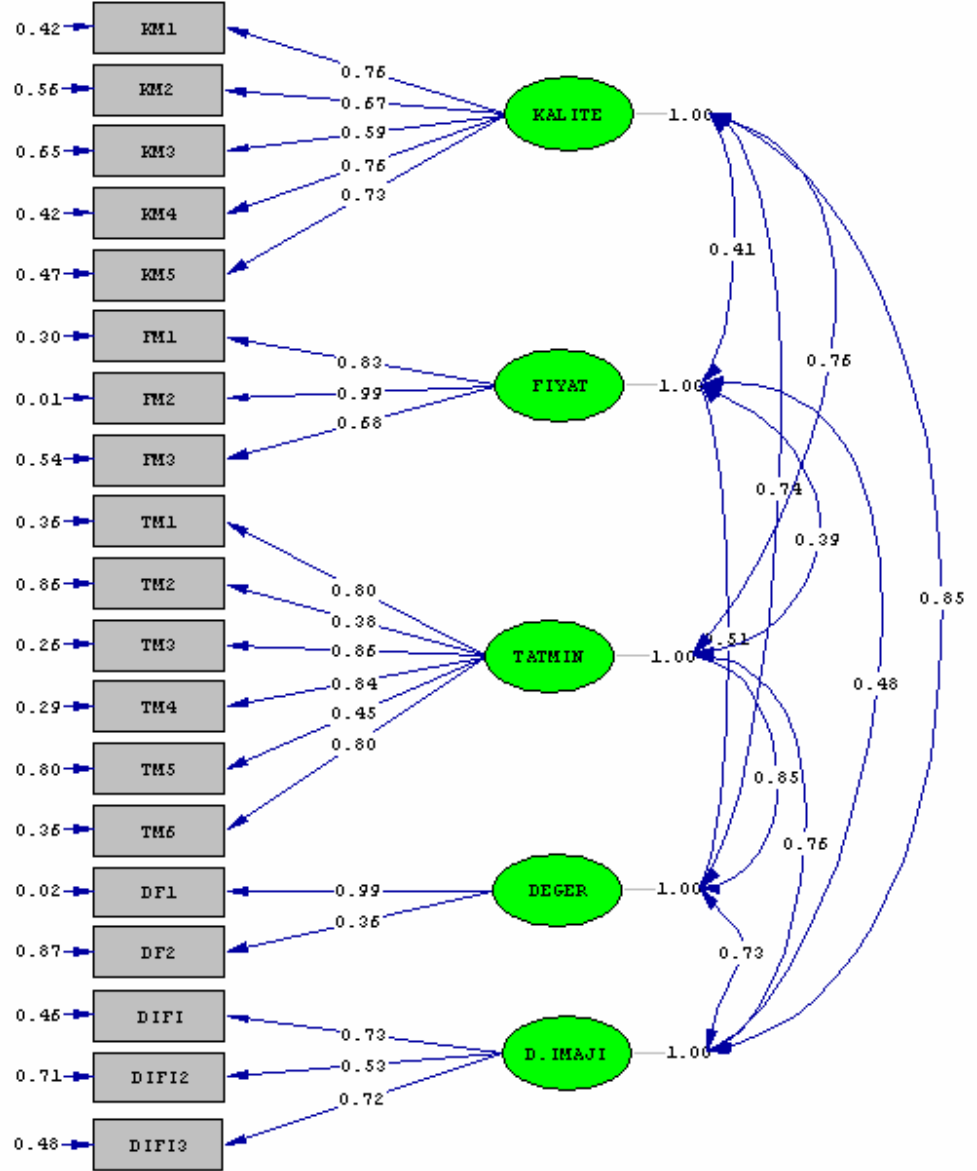 0.42 KM1
0.76
0.56 KM2
0.67
KALITE 1.00
0.59
0.65 KM3
0.76
0.73
0.42 KM4
0.41
0.47 KM5
0.30 FM1
0.83
0.76
FIYAT 1.00
0.01 FM2
0.99
0.68
0.54 FM3
0.74
0.36 TM1
0.39
0.86 TM2
0.80
0.85
0.38
0.26 TM3
0.86
0.51
TATMIN 1.00
0.84
0.48
0.29 TM4
0.45
0.80
0.80 TM5
0.85
0.36 TM6
0.76
0.02 DF1
0.99
DEGER 1.00
0.36
0.87 DF2
0.73
0.46 DIFI
0.73
D.IMAJI 1.00
0.53
0.71 DIFI2
0.72
0.48 DIFI3